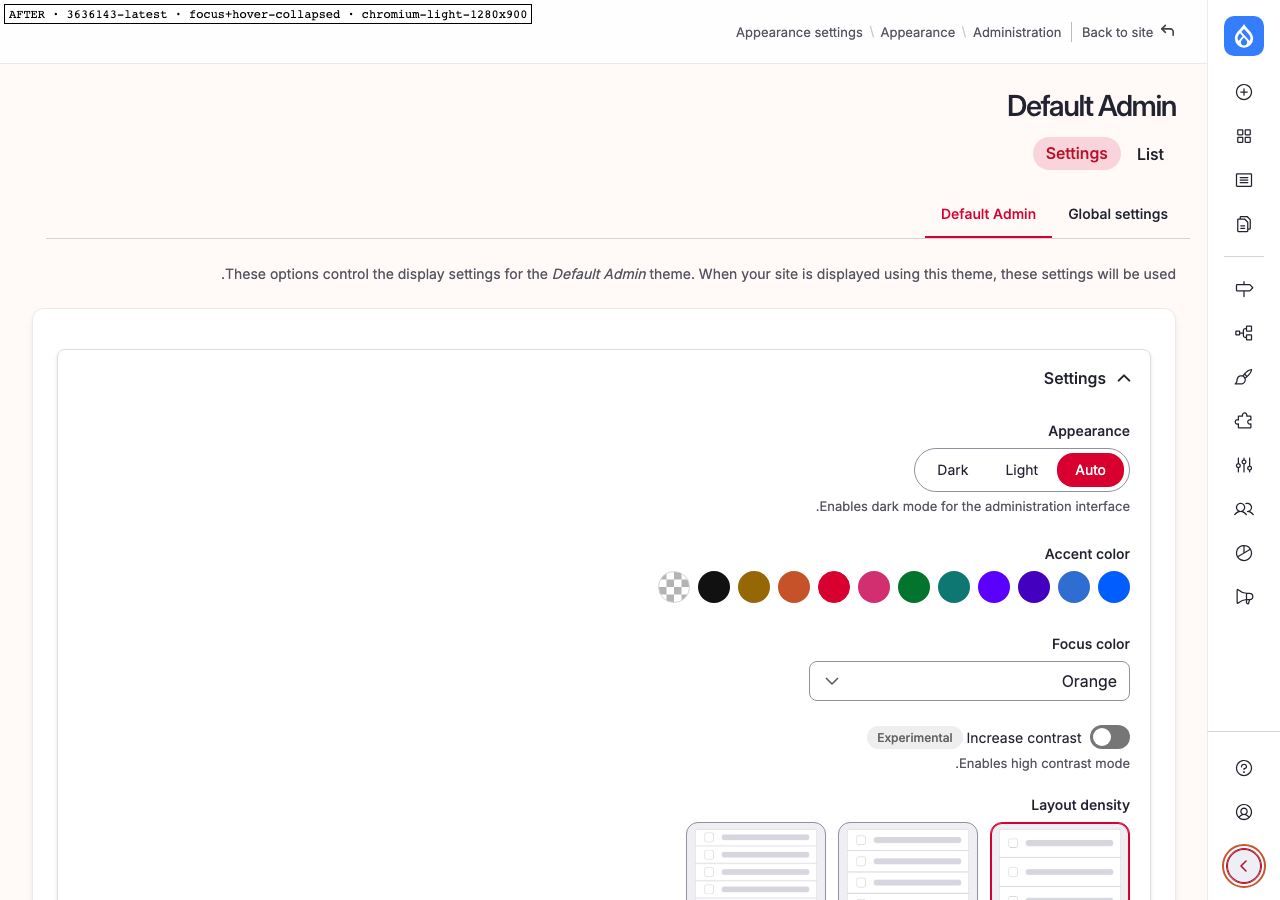 AFTER · 3636143-latest · focus+hover-collapsed · chromium-light-1280x900
Appearance settings \ Appearance \ Administration | Back to site
Default Admin
Settings List
Default Admin Global settings
.These options control the display settings for the Default Admin theme. When your site is displayed using this theme, these settings will be used
Settings
Appearance
Dark Light Auto
.Enables dark mode for the administration interface
Accent color
Focus color
Orange
Experimental Increase contrast
.Enables high contrast mode
Layout density